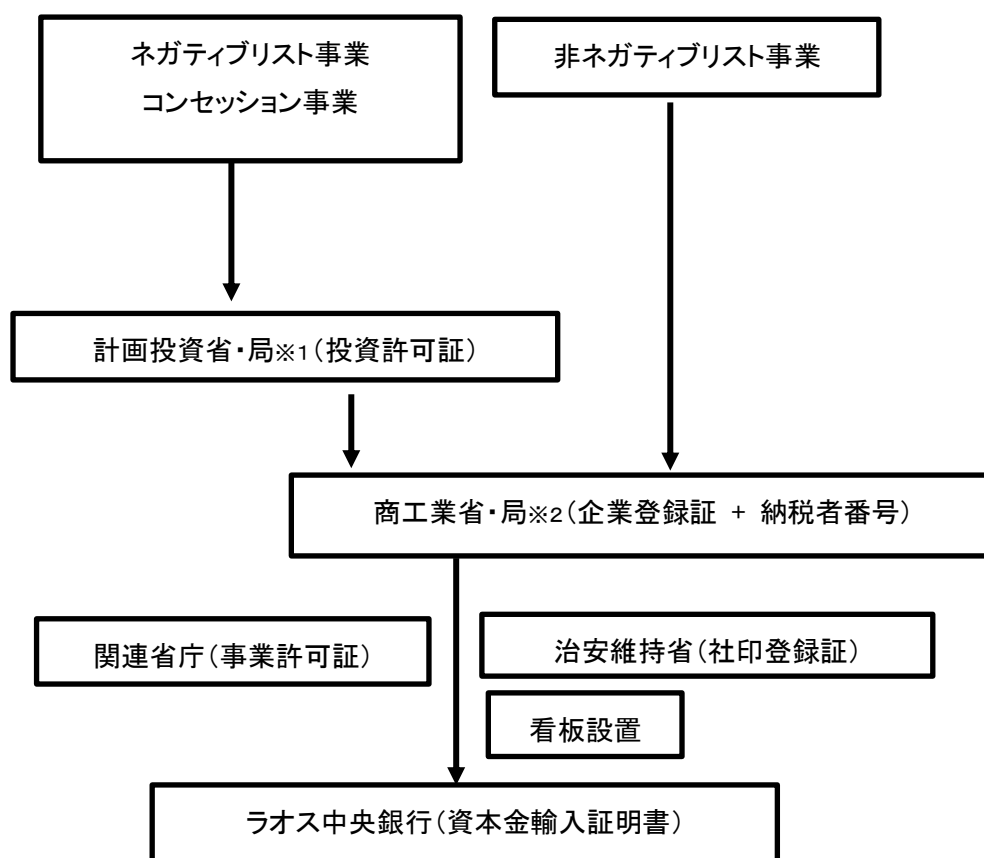 ネガティブリスト事業
コンセッション事業
非ネガティブリスト事業
計画投資省・局※1(投資許可証)
商工業省・局※2(企業登録証 + 納税者番号)
関連省庁(事業許可証)
治安維持省(社印登録証)
看板設置
ラオス中央銀行(資本金輸入証明書)